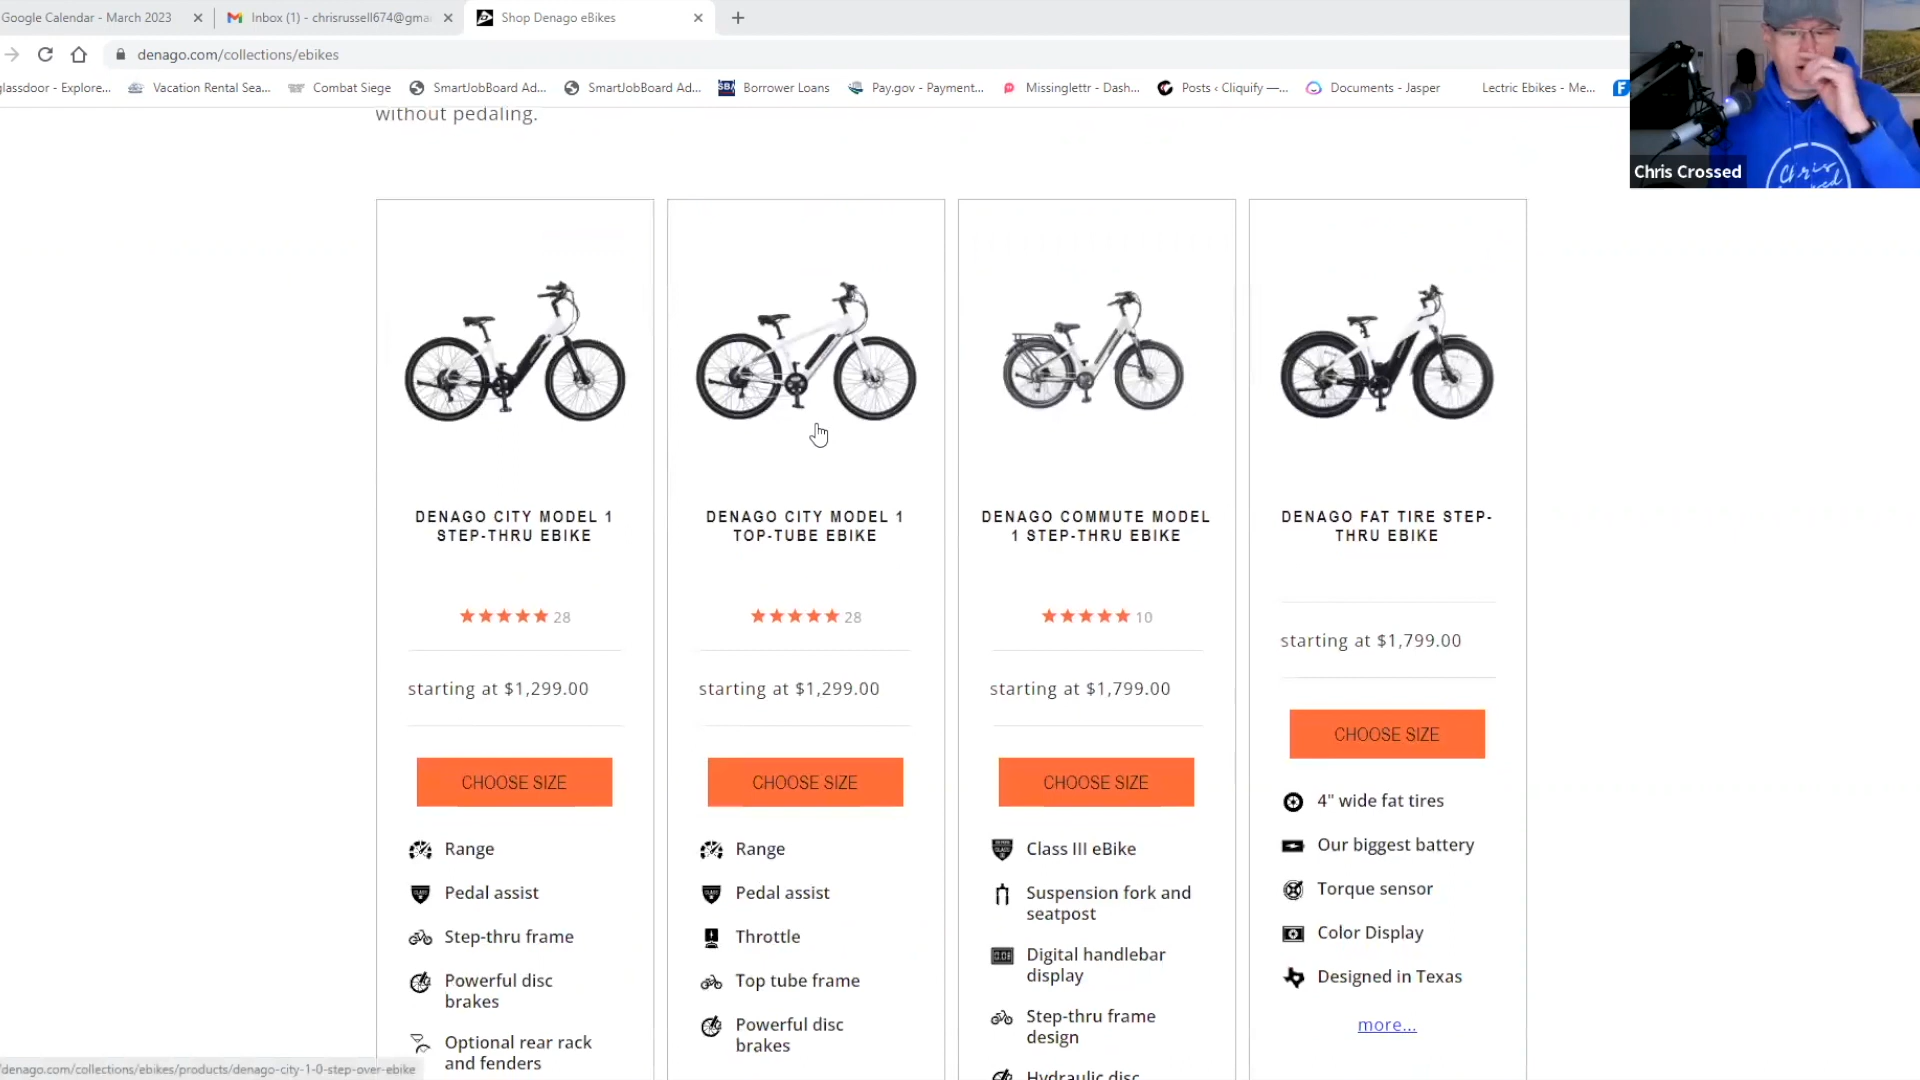 Google Calendar - March 2023
Inbox (1) - chrisrussell674@gma
Shop Denago eBikes
denago.com/collections/ebikes
glassdoor - Explore...
Vacation Rental Sea...
Combat Siege
SmartJobBoard Ad...
SmartJobBoard Ad...
SBA
Borrower Loans
Pay.gov - Payment...
Missinglettr - Dash...
Posts ‹ Cliquify —...
Documents - Jasper
Lectric Ebikes - Me...
Chris Crossed
without pedaling.
DENAGO CITY MODEL 1
STEP-THRU EBIKE
★★★★★ 28
starting at $1,299.00
CHOOSE SIZE
Range
Pedal assist
Step-thru frame
Powerful disc
brakes
Optional rear rack
and fenders
DENAGO CITY MODEL 1
TOP-TUBE EBIKE
★★★★★ 28
starting at $1,299.00
CHOOSE SIZE
Range
Pedal assist
Throttle
Top tube frame
Powerful disc
brakes
DENAGO COMMUTE MODEL
1 STEP-THRU EBIKE
★★★★★ 10
starting at $1,799.00
CHOOSE SIZE
Class III eBike
Suspension fork and
seatpost
Digital handlebar
display
Step-thru frame
design
Hydraulic disc
DENAGO FAT TIRE STEP-
THRU EBIKE
starting at $1,799.00
CHOOSE SIZE
4" wide fat tires
Our biggest battery
Torque sensor
Color Display
Designed in Texas
more...
denago.com/collections/ebikes/products/denago-city-1-0-step-over-ebike